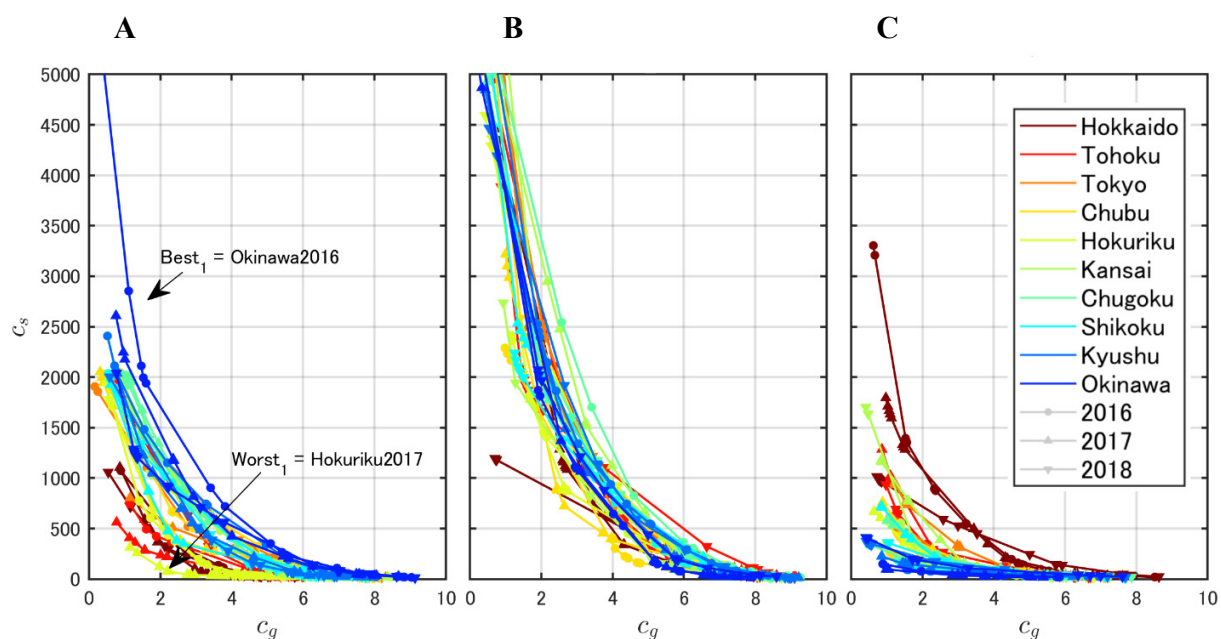 A
B
C
5000
4500
4000
3500
3000
2500
2000
1500
1000
500
0
c_s
Best_1 = Okinawa2016
Worst_1 = Hokuriku2017
0 2 4 6 8 10
0 2 4 6 8 10
0 2 4 6 8 10
c_g
c_g
c_g
Hokkaido
Tohoku
Tokyo
Chubu
Hokuriku
Kansai
Chugoku
Shikoku
Kyushu
Okinawa
2016
2017
2018